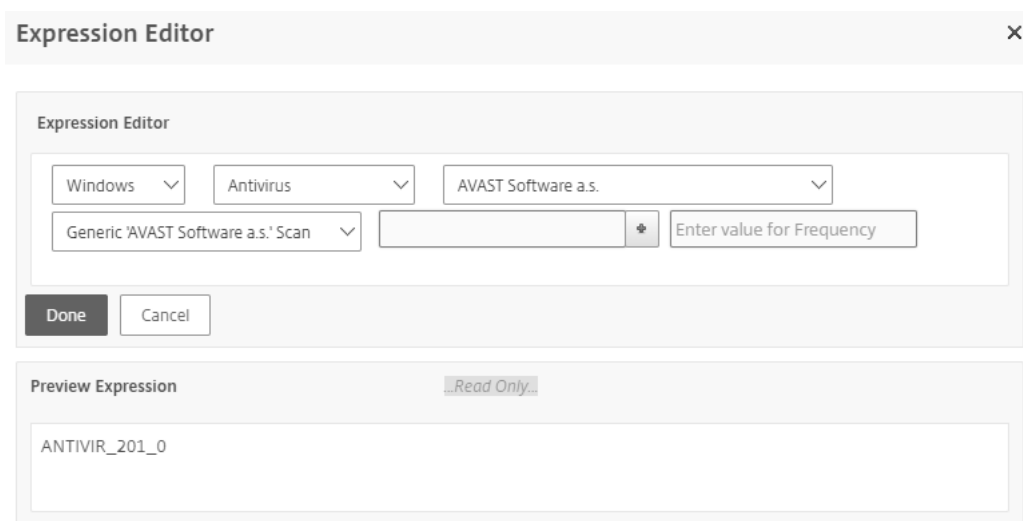 Expression Editor
Expression Editor
Windows Antivirus AVAST Software a.s.
Generic 'AVAST Software a.s.' Scan + Enter value for Frequency
Done Cancel
Preview Expression ...Read Only...
ANTIVIR_201_0